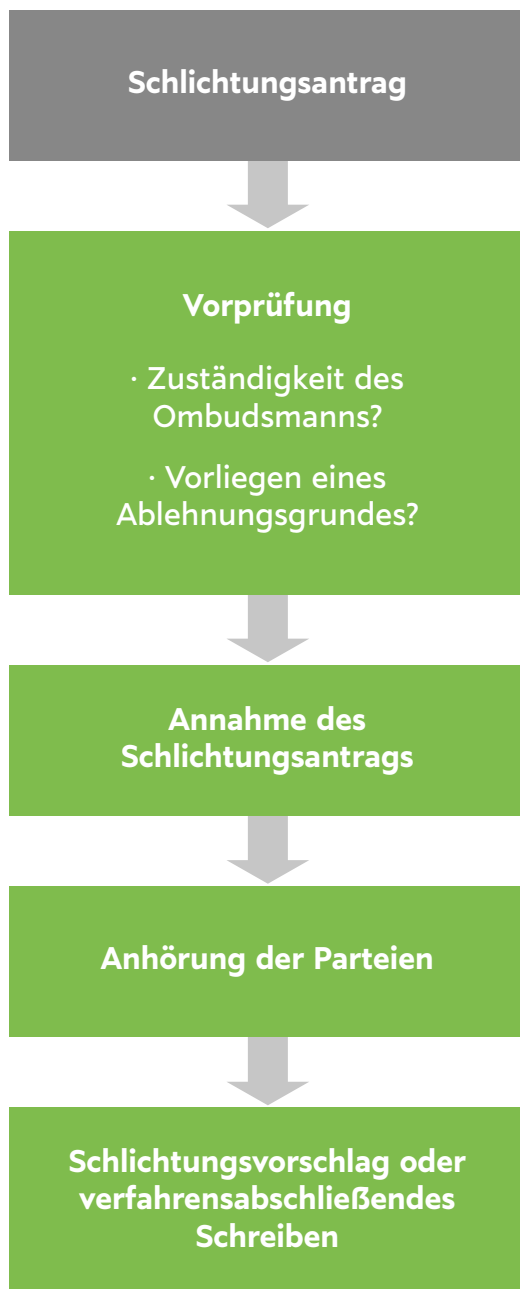 Schlichtungsantrag
Vorprüfung
· Zuständigkeit des
Ombudsmanns?
· Vorliegen eines
Ablehnungsgrundes?
Annahme des
Schlichtungsantrags
Anhörung der Parteien
Schlichtungsvorschlag oder
verfahrensabschließendes
Schreiben